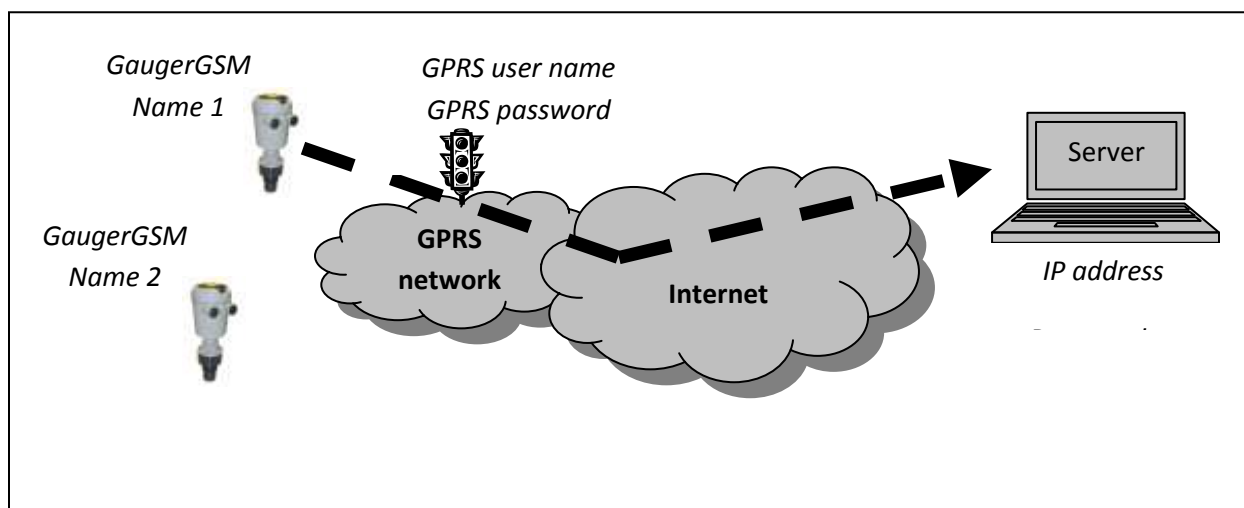 GaugerGSM
Name 1
GPRS user name
GPRS password
Server
GaugerGSM
Name 2
GPRS
network
Internet
IP address